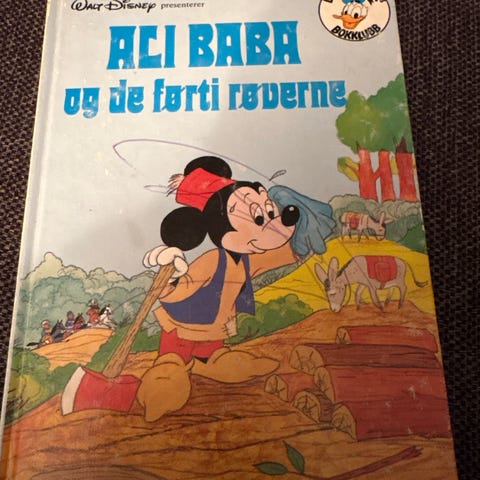 WALT DISNEY presenterer
BOKKLUBB
ALI BABA
og de førti røverne